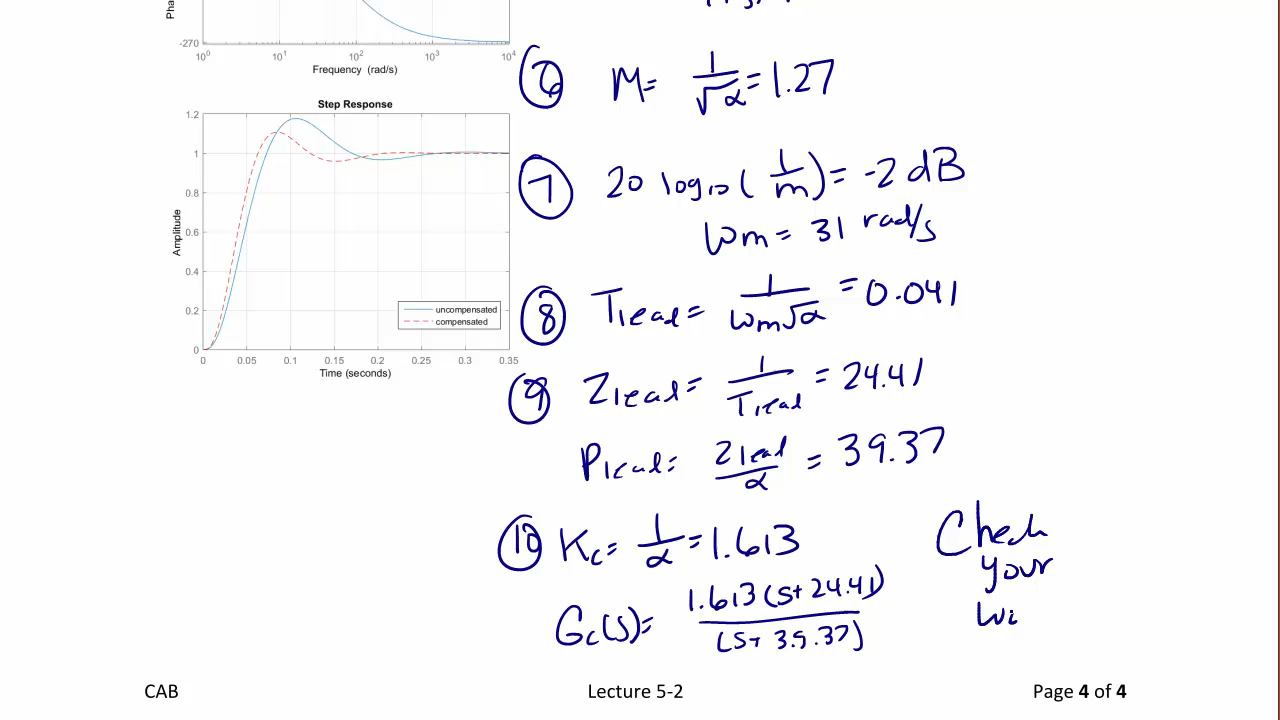 Pha
-270
10^0 10^1 10^2 10^3 10^4
Frequency (rad/s)
Step Response
1.2
1
0.8
0.6
0.4
0.2
0
Amplitude
uncompensated
compensated
0 0.05 0.1 0.15 0.2 0.25 0.3 0.35
Time (seconds)
⑥ M= 1/√α = 1.27
⑦ 20 log10 (1/m) = -2 dB
ωm = 31 rad/s
⑧ Tlead = 1/(ωm√α) = 0.041
⑨ Zlead = 1/Tlead = 24.41
Plead = Zlead/α = 39.37
⑩ Kc = 1/α = 1.613
Gc(s) = 1.613(s+24.41)/(s+39.37)
Check
your
wi
CAB Lecture 5-2 Page 4 of 4